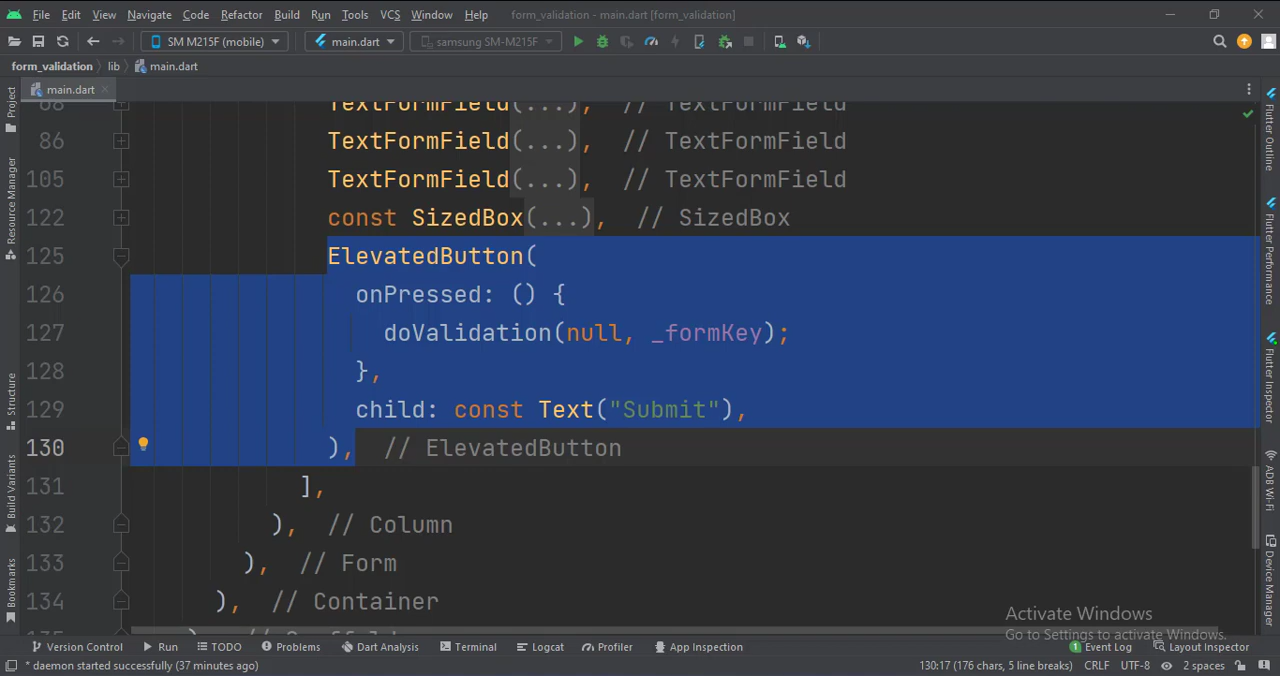 File Edit View Navigate Code Refactor Build Run Tools VCS Window Help form_validation - main.dart [form_validation]
SM M215F (mobile) main.dart samsung SM-M215F
form_validation lib main.dart
main.dart
68 TextFormField(...), // TextFormField
86 TextFormField(...), // TextFormField
105 TextFormField(...), // TextFormField
122 const SizedBox(...), // SizedBox
125 ElevatedButton(
126 onPressed: () {
127 doValidation(null, _formKey);
128 },
129 child: const Text("Submit"),
130 ), // ElevatedButton
131 ],
132 ), // Column
133 ), // Form
134 ), // Container
135 ), // Scaffold
Project
Resource Manager
Structure
Build Variants
Bookmarks
Flutter Outline
Flutter Performance
Flutter Inspector
ADB Wi-Fi
Device Manager
Activate Windows
Go to Settings to activate Windows.
Version Control Run TODO Problems Dart Analysis Terminal Logcat Profiler App Inspection 1 Event Log Layout Inspector
* daemon started successfully (37 minutes ago) 130:17 (176 chars, 5 line breaks) CRLF UTF-8 2 spaces